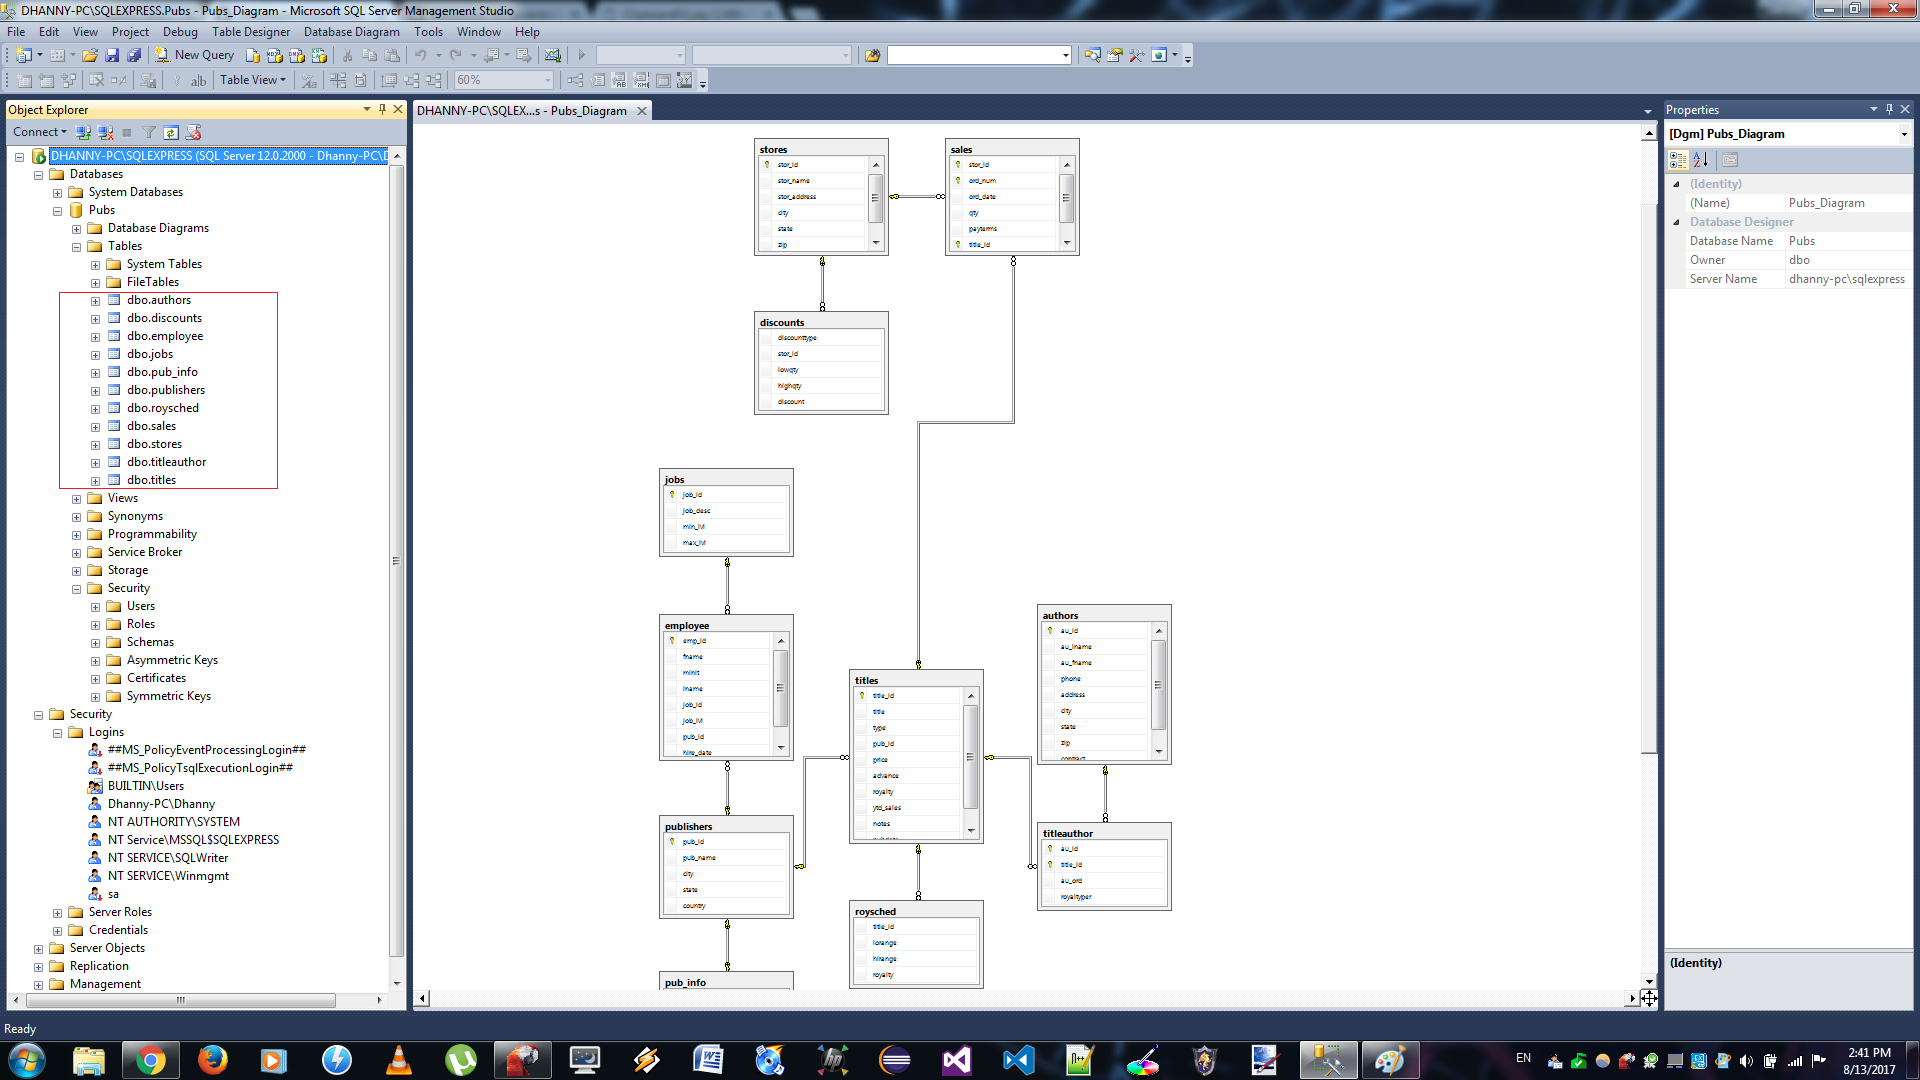 DHANNY-PC\SQLEXPRESS.Pubs - Pubs_Diagram - Microsoft SQL Server Management Studio
File Edit View Project Debug Table Designer Database Diagram Tools Window Help
New Query
Table View 60%
Object Explorer
Connect
DHANNY-PC\SQLEXPRESS (SQL Server 12.0.2000 - Dhanny-PC\D
Databases
System Databases
Pubs
Database Diagrams
Tables
System Tables
FileTables
dbo.authors
dbo.discounts
dbo.employee
dbo.jobs
dbo.pub_info
dbo.publishers
dbo.roysched
dbo.sales
dbo.stores
dbo.titleauthor
dbo.titles
Views
Synonyms
Programmability
Service Broker
Storage
Security
Users
Roles
Schemas
Asymmetric Keys
Certificates
Symmetric Keys
Security
Logins
##MS_PolicyEventProcessingLogin##
##MS_PolicyTsqlExecutionLogin##
BUILTIN\Users
Dhanny-PC\Dhanny
NT AUTHORITY\SYSTEM
NT Service\MSSQL$SQLEXPRESS
NT SERVICE\SQLWriter
NT SERVICE\Winmgmt
sa
Server Roles
Credentials
Server Objects
Replication
Management
DHANNY-PC\SQLEX...s - Pubs_Diagram
stores
stor_id
stor_name
stor_address
city
state
zip
sales
stor_id
ord_num
ord_date
qty
payterms
title_id
discounts
discounttype
stor_id
lowqty
highqty
discount
jobs
job_id
job_desc
min_lvl
max_lvl
employee
emp_id
fname
minit
lname
job_id
job_lvl
pub_id
hire_date
titles
title_id
title
type
pub_id
price
advance
royalty
ytd_sales
notes
pubdate
authors
au_id
au_lname
au_fname
phone
address
city
state
zip
contract
publishers
pub_id
pub_name
city
state
country
titleauthor
au_id
title_id
au_ord
royaltyper
roysched
title_id
lorange
hirange
royalty
pub_info
Properties
[Dgm] Pubs_Diagram
(Identity)
(Name) Pubs_Diagram
Database Designer
Database Name Pubs
Owner dbo
Server Name dhanny-pc\sqlexpress
(Identity)
Ready
EN
2:41 PM
8/13/2017